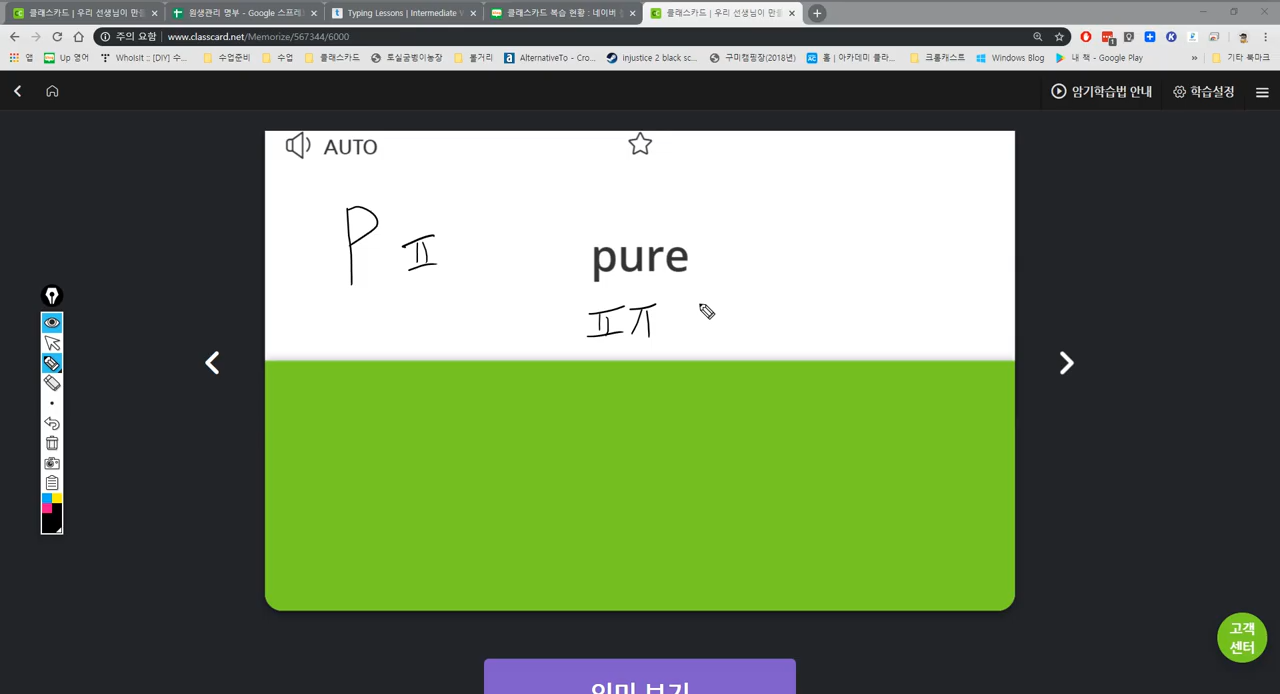 클래스카드 | 우리 선생님이 만든
원생관리 명부 - Google 스프레
Typing Lessons | Intermediate
클래스카드 복습 현황 : 네이버
클래스카드 | 우리 선생님이 만든
주의 요함 www.classcard.net/Memorize/567344/6000
앱 Up 영어 WhoisIt :: [DIY] 수... 수업준비 수업 클래스카드 토실금벵이농장 볼거리 AlternativeTo - Cro... injustice 2 black sc... 구미캠핑장(2018년) 홈 | 아카데미 클라... 크롬캐스트 Windows Blog 내 책 - Google Play » 기타 북마크
암기학습법 안내 학습설정
AUTO
P ㅍ
pure
ㅍㅠ
의미 보기
고객
센터